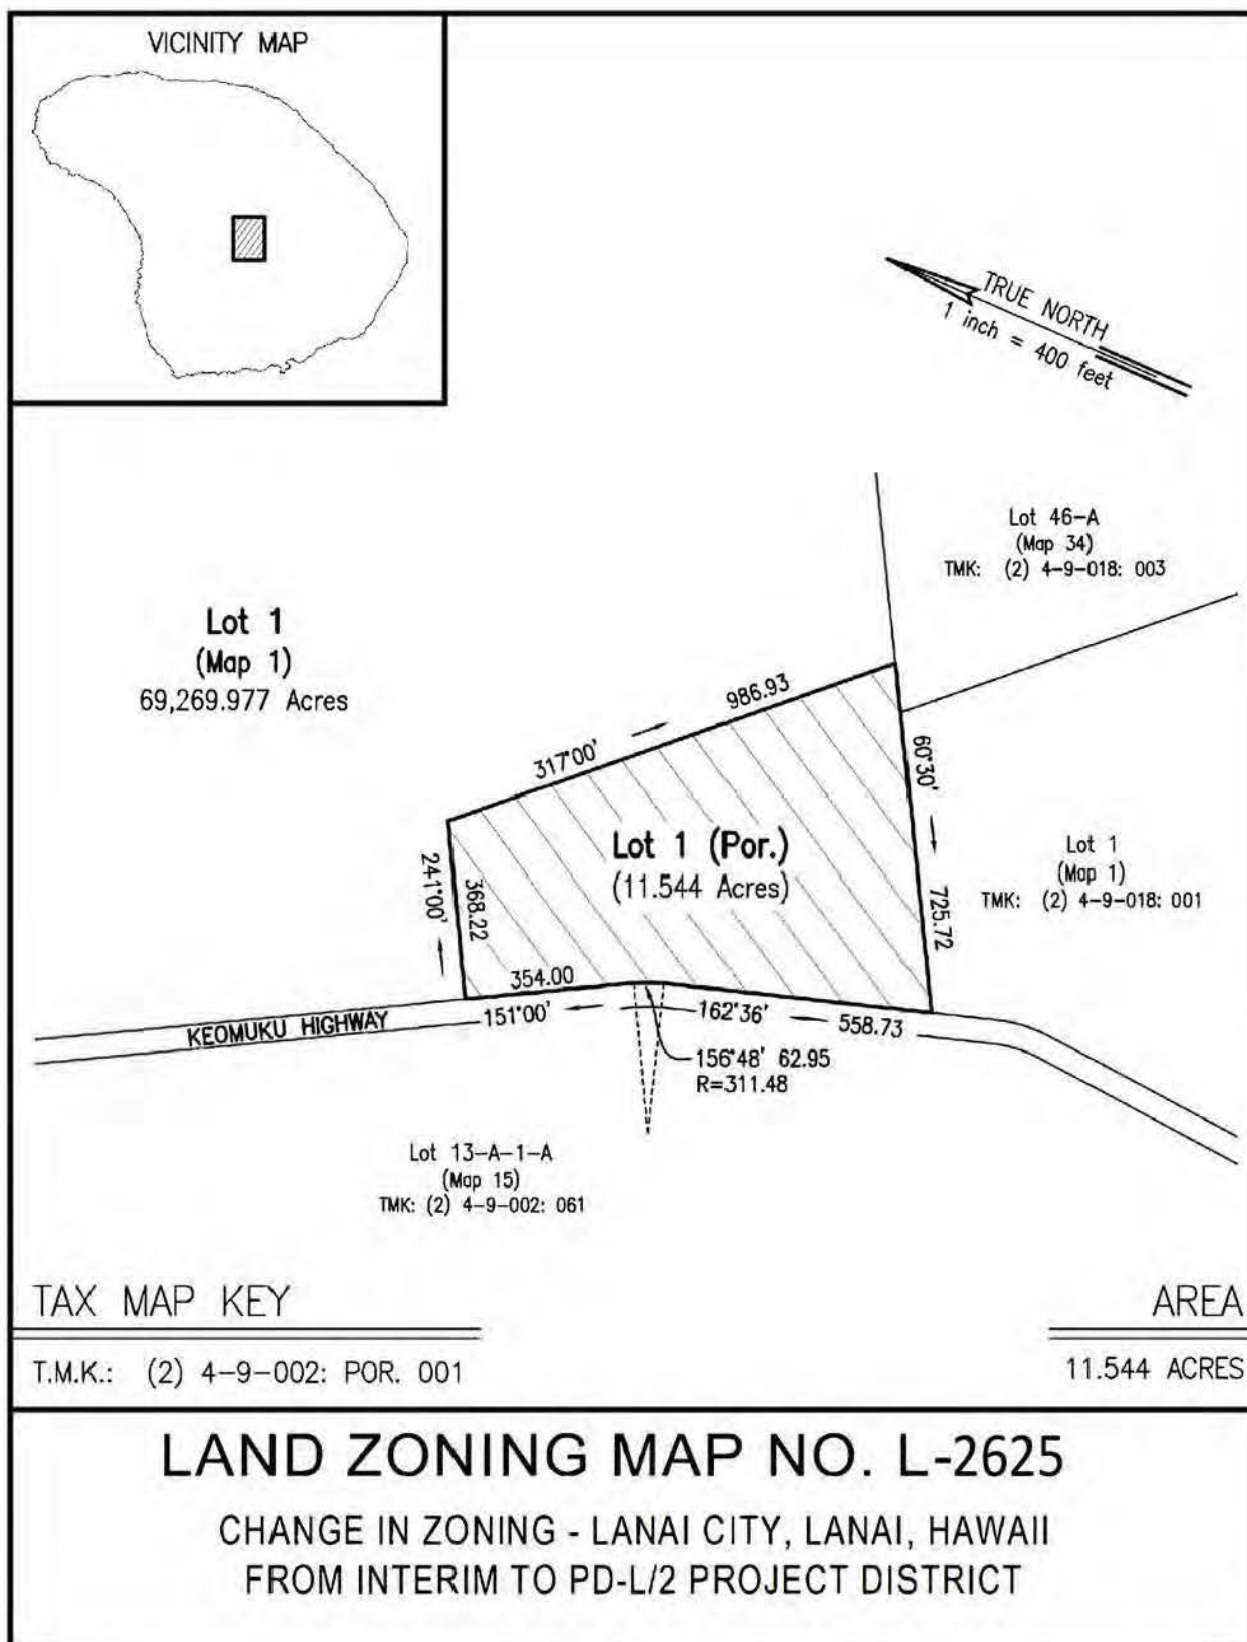 VICINITY MAP
TRUE NORTH
1 inch = 400 feet
Lot 46-A
(Map 34)
TMK: (2) 4-9-018: 003
Lot 1
(Map 1)
69,269.977 Acres
986.93
317°00'
60°30'
725.72
Lot 1 (Por.)
(11.544 Acres)
Lot 1
(Map 1)
TMK: (2) 4-9-018: 001
241°00'
368.22
354.00
KEOMUKU HIGHWAY
151°00'
162°36'
558.73
156°48' 62.95
R=311.48
Lot 13-A-1-A
(Map 15)
TMK: (2) 4-9-002: 061
TAX MAP KEY
AREA
T.M.K.: (2) 4-9-002: POR. 001
11.544 ACRES
LAND ZONING MAP NO. L-2625
CHANGE IN ZONING - LANAI CITY, LANAI, HAWAII
FROM INTERIM TO PD-L/2 PROJECT DISTRICT